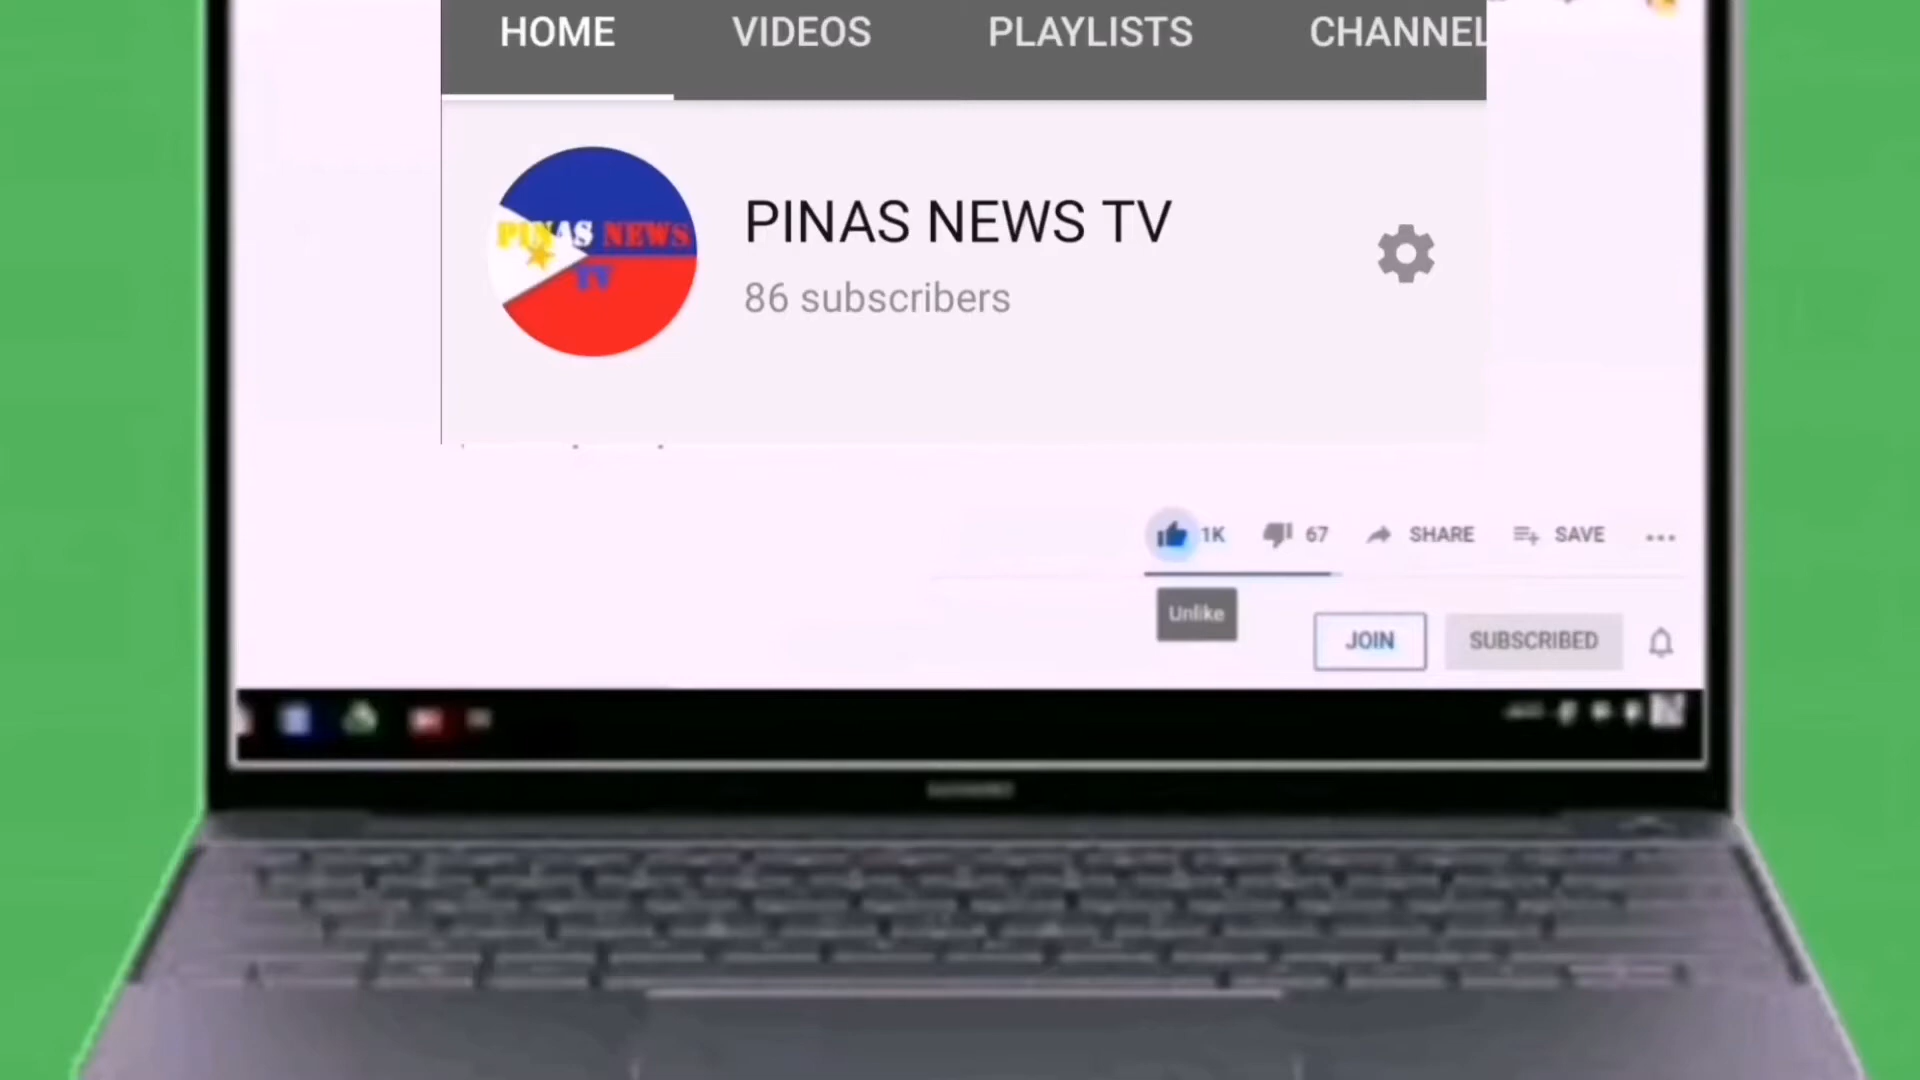 HOME VIDEOS PLAYLISTS CHANNEL
PINAS NEWS TV
PINAS NEWS
TV
86 subscribers
1K 67 SHARE SAVE
Unlike
JOIN SUBSCRIBED